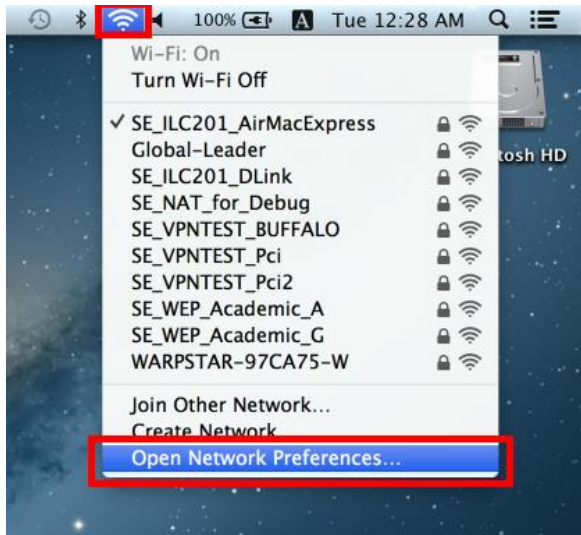 100% A Tue 12:28 AM
Wi-Fi: On
Turn Wi-Fi Off
✓ SE_ILC201_AirMacExpress
Global-Leader
tosh HD
SE_ILC201_DLink
SE_NAT_for_Debug
SE_VPNTEST_BUFFALO
SE_VPNTEST_Pci
SE_VPNTEST_Pci2
SE_WEP_Academic_A
SE_WEP_Academic_G
WARPSTAR-97CA75-W
Join Other Network...
Create Network
Open Network Preferences...